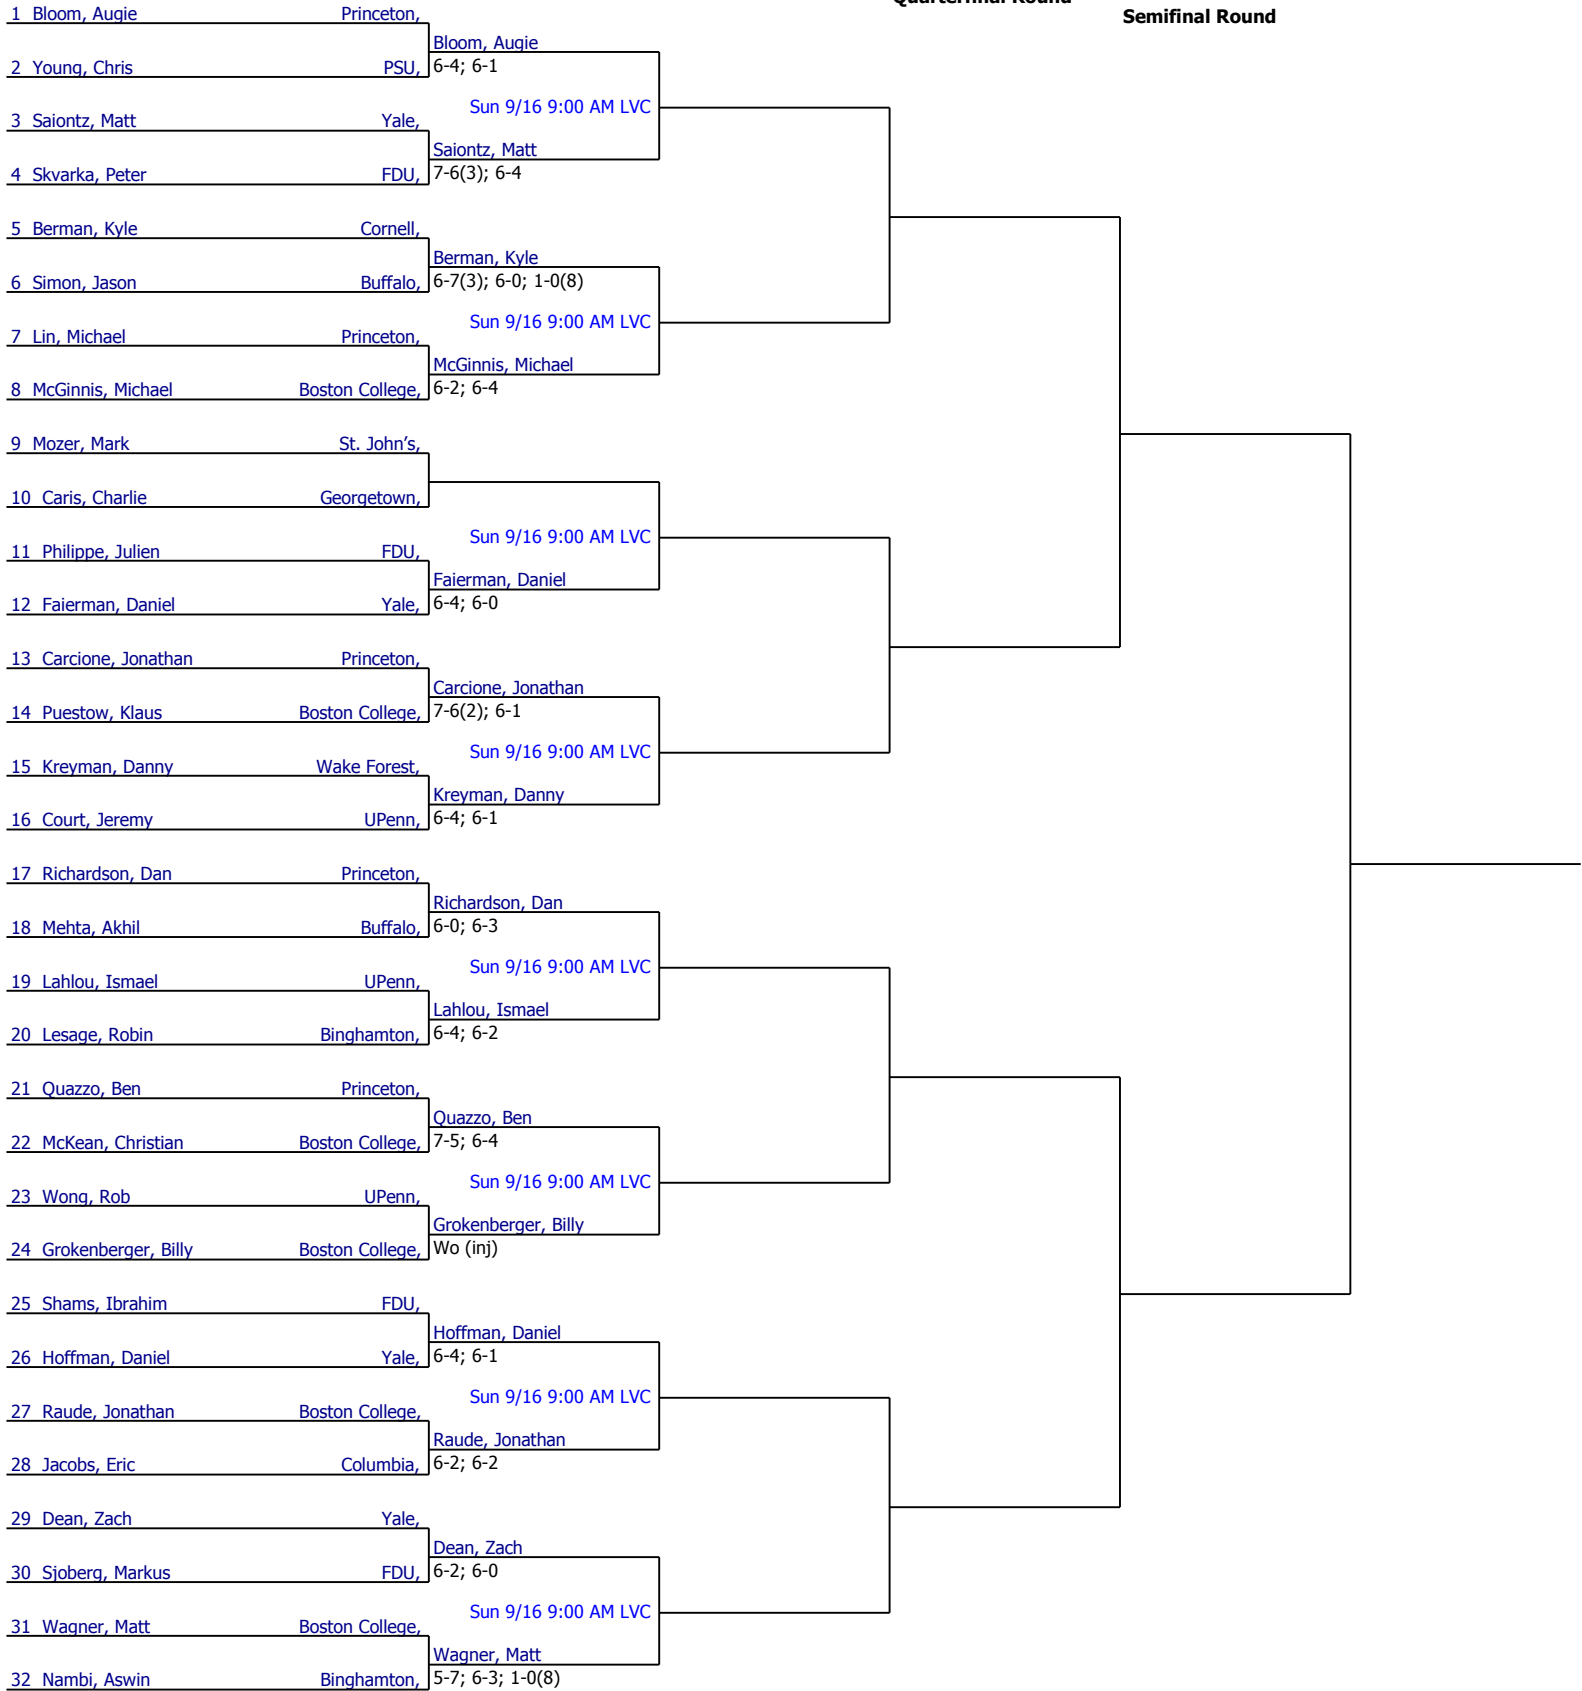 Quarterfinal Round
Semifinal Round
1 Bloom, Augie Princeton,
Bloom, Augie
2 Young, Chris PSU, 6-4; 6-1
Sun 9/16 9:00 AM LVC
3 Saiontz, Matt Yale,
Saiontz, Matt
4 Skvarka, Peter FDU, 7-6(3); 6-4
5 Berman, Kyle Cornell,
Berman, Kyle
6 Simon, Jason Buffalo, 6-7(3); 6-0; 1-0(8)
Sun 9/16 9:00 AM LVC
7 Lin, Michael Princeton,
McGinnis, Michael
8 McGinnis, Michael Boston College, 6-2; 6-4
9 Mozer, Mark St. John's,
10 Caris, Charlie Georgetown,
Sun 9/16 9:00 AM LVC
11 Philippe, Julien FDU,
Faierman, Daniel
12 Faierman, Daniel Yale, 6-4; 6-0
13 Carcione, Jonathan Princeton,
Carcione, Jonathan
14 Puestow, Klaus Boston College, 7-6(2); 6-1
Sun 9/16 9:00 AM LVC
15 Kreyman, Danny Wake Forest,
Kreyman, Danny
16 Court, Jeremy UPenn, 6-4; 6-1
17 Richardson, Dan Princeton,
Richardson, Dan
18 Mehta, Akhil Buffalo, 6-0; 6-3
Sun 9/16 9:00 AM LVC
19 Lahlou, Ismael UPenn,
Lahlou, Ismael
20 Lesage, Robin Binghamton, 6-4; 6-2
21 Quazzo, Ben Princeton,
Quazzo, Ben
22 McKean, Christian Boston College, 7-5; 6-4
Sun 9/16 9:00 AM LVC
23 Wong, Rob UPenn,
Grokenberger, Billy
24 Grokenberger, Billy Boston College, Wo (inj)
25 Shams, Ibrahim FDU,
Hoffman, Daniel
26 Hoffman, Daniel Yale, 6-4; 6-1
Sun 9/16 9:00 AM LVC
27 Raude, Jonathan Boston College,
Raude, Jonathan
28 Jacobs, Eric Columbia, 6-2; 6-2
29 Dean, Zach Yale,
Dean, Zach
30 Sjoberg, Markus FDU, 6-2; 6-0
Sun 9/16 9:00 AM LVC
31 Wagner, Matt Boston College,
Wagner, Matt
32 Nambi, Aswin Binghamton, 5-7; 6-3; 1-0(8)